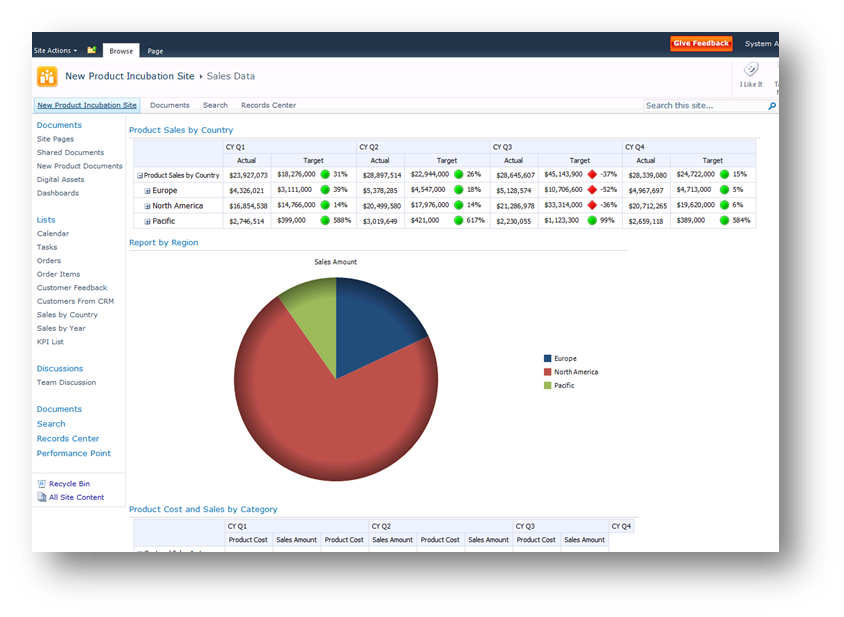 Site Actions Browse Page Give Feedback System A
New Product Incubation Site › Sales Data
I Like It
New Product Incubation Site Documents Search Records Center Search this site...
Documents
Site Pages
Shared Documents
New Product Documents
Digital Assets
Dashboards
Lists
Calendar
Tasks
Orders
Order Items
Customer Feedback
Customers From CRM
Sales by Country
Sales by Year
KPI List
Discussions
Team Discussion
Documents
Search
Records Center
Performance Point
Recycle Bin
All Site Content
Product Sales by Country
CY Q1 CY Q2 CY Q3 CY Q4
Actual Target Actual Target Actual Target Actual Target
Product Sales by Country $23,927,073 $18,276,000 31% $28,897,514 $22,944,000 26% $28,645,607 $45,143,900 -37% $28,339,080 $24,722,000 15%
Europe $4,326,021 $3,111,000 39% $5,378,285 $4,547,000 18% $5,128,574 $10,706,600 -52% $4,967,697 $4,713,000 5%
North America $16,854,538 $14,766,000 14% $20,499,580 $17,976,000 14% $21,286,978 $33,314,000 -36% $20,712,265 $19,620,000 6%
Pacific $2,746,514 $399,000 588% $3,019,649 $421,000 617% $2,230,055 $1,123,300 99% $2,659,118 $389,000 584%
Report by Region
Sales Amount
Europe
North America
Pacific
Product Cost and Sales by Category
CY Q1 CY Q2 CY Q3 CY Q4
Product Cost Sales Amount Product Cost Sales Amount Product Cost Sales Amount Product Cost Sales Amount